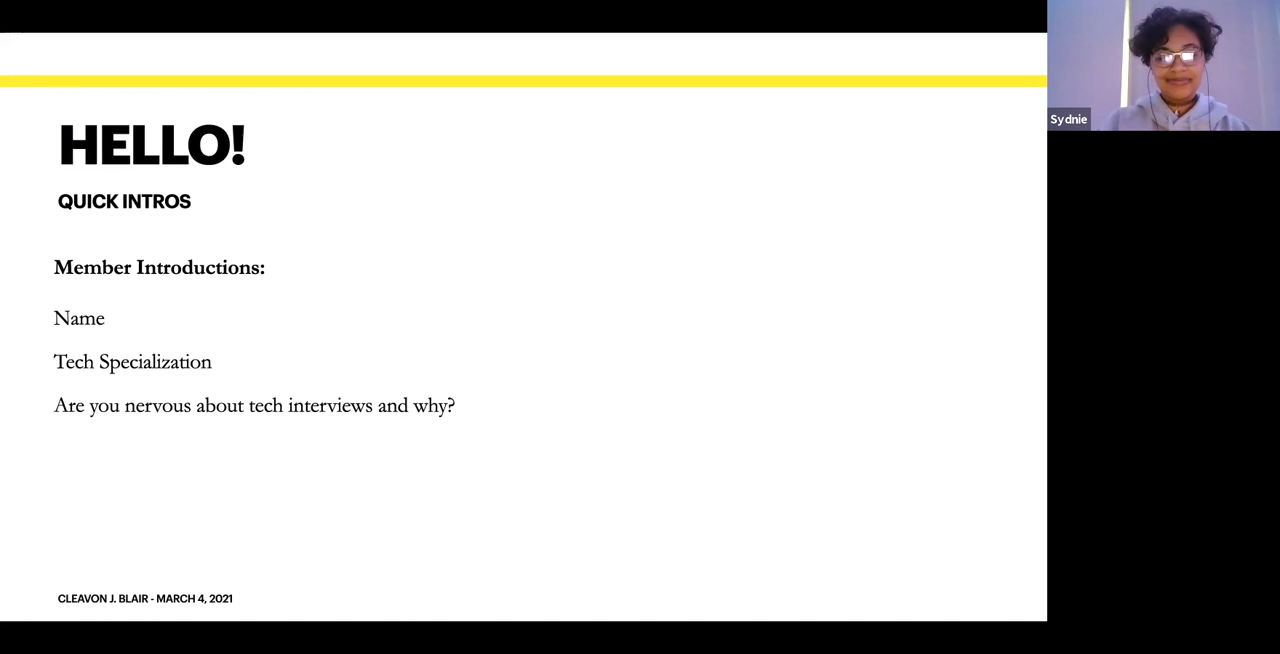 HELLO!
QUICK INTROS
Member Introductions:
Name
Tech Specialization
Are you nervous about tech interviews and why?
CLEAVON J. BLAIR - MARCH 4, 2021
Sydnie